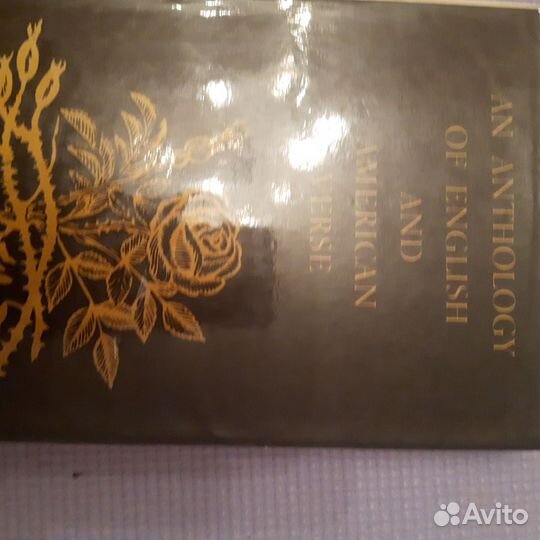 AN ANTHOLOGY
OF ENGLISH
AND
AMERICAN
VERSE
Avito